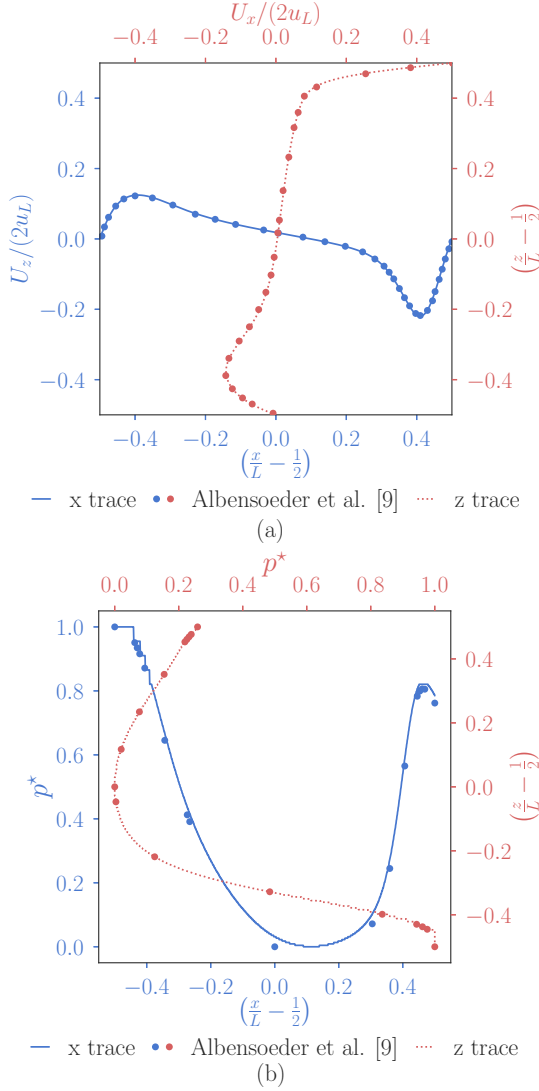 U_x/(2u_L)
−0.4 −0.2 0.0 0.2 0.4
0.4 0.4
0.2 0.2
0.0 0.0
−0.2 −0.2
−0.4 −0.4
U_z/(2u_L)
(z/L − 1/2)
−0.4 −0.2 0.0 0.2 0.4
(x/L − 1/2)
x trace Albensoeder et al. [9] z trace
(a)
p⋆
0.0 0.2 0.4 0.6 0.8 1.0
1.0
0.8
0.6
0.4
0.2
0.0
p⋆
0.4
0.2
0.0
−0.2
−0.4
(z/L − 1/2)
−0.4 −0.2 0.0 0.2 0.4
(x/L − 1/2)
x trace Albensoeder et al. [9] z trace
(b)